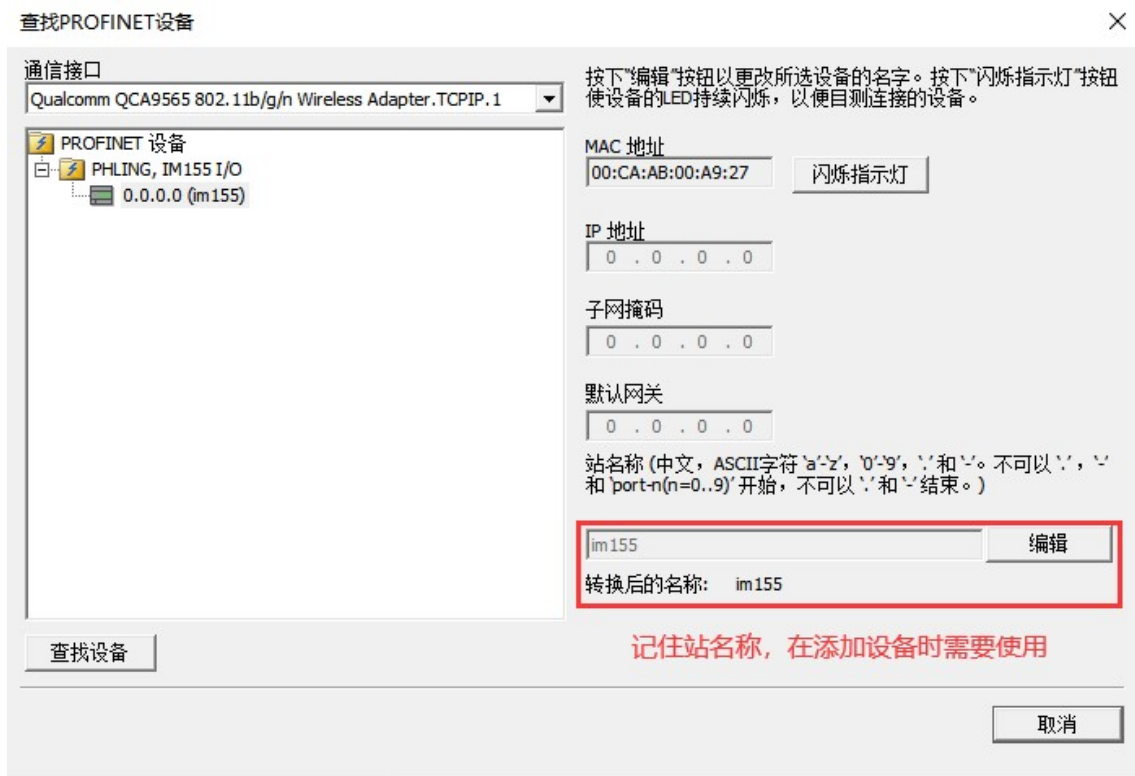 查找PROFINET设备
通信接口
Qualcomm QCA9565 802.11b/g/n Wireless Adapter.TCPIP.1
PROFINET 设备
PHLING, IM155 I/O
0.0.0.0 (im155)
查找设备
按下"编辑"按钮以更改所选设备的名字。按下"闪烁指示灯"按钮
使设备的LED持续闪烁，以便目测连接的设备。
MAC 地址
00:CA:AB:00:A9:27
闪烁指示灯
IP 地址
0 . 0 . 0 . 0
子网掩码
0 . 0 . 0 . 0
默认网关
0 . 0 . 0 . 0
站名称 (中文，ASCII字符 `a'-`z'，`0'-`9'，`.'和 `-'。不可以 `.'，`-'
和 `port-n(n=0..9)' 开始，不可以 `.'和 `-'结束。)
im155
编辑
转换后的名称: im155
记住站名称，在添加设备时需要使用
取消